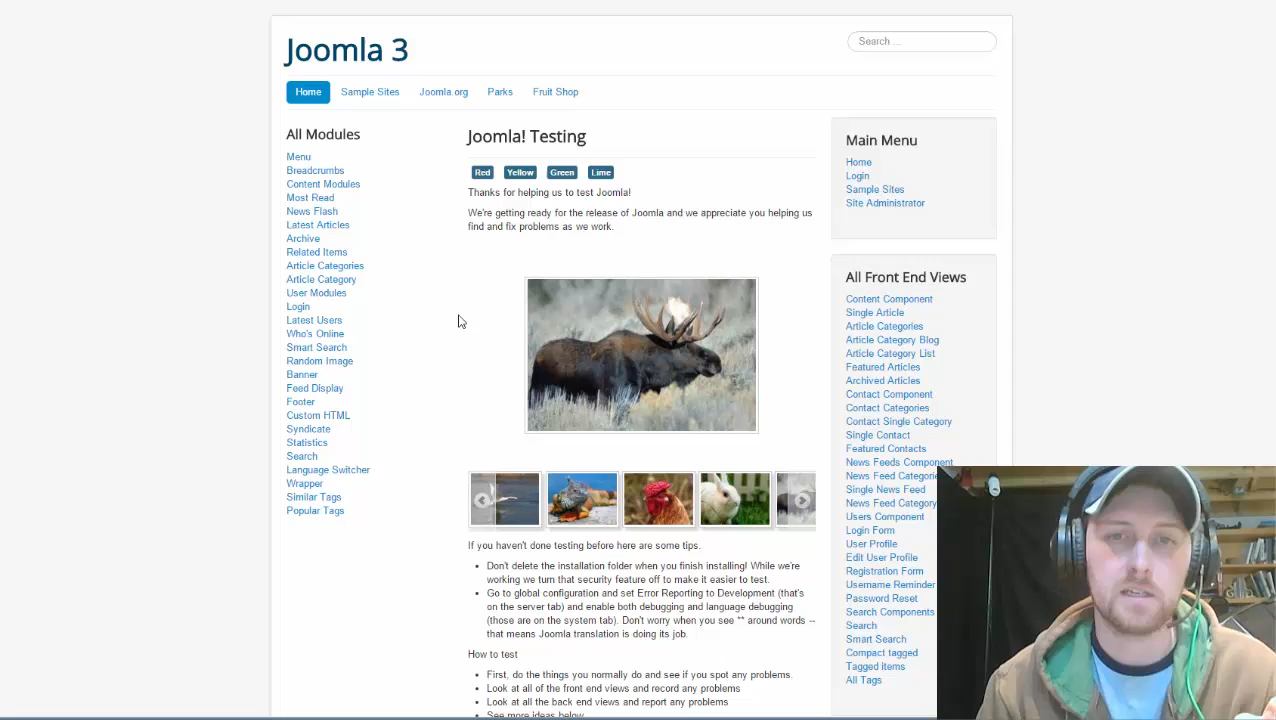 Joomla 3
Search ...
Home
Sample Sites
Joomla.org
Parks
Fruit Shop
All Modules
Menu
Breadcrumbs
Content Modules
Most Read
News Flash
Latest Articles
Archive
Related Items
Article Categories
Article Category
User Modules
Login
Latest Users
Who's Online
Smart Search
Random Image
Banner
Feed Display
Footer
Custom HTML
Syndicate
Statistics
Search
Language Switcher
Wrapper
Similar Tags
Popular Tags
Joomla! Testing
Red Yellow Green Lime
Thanks for helping us to test Joomla!
We're getting ready for the release of Joomla and we appreciate you helping us
find and fix problems as we work.
If you haven't done testing before here are some tips.
Don't delete the installation folder when you finish installing! While we're
working we turn that security feature off to make it easier to test.
Go to global configuration and set Error Reporting to Development (that's
on the server tab) and enable both debugging and language debugging
(those are on the system tab). Don't worry when you see ** around words --
that means Joomla translation is doing its job.
How to test
First, do the things you normally do and see if you spot any problems.
Look at all of the front end views and record any problems
Look at all the back end views and report any problems
See more ideas below
Main Menu
Home
Login
Sample Sites
Site Administrator
All Front End Views
Content Component
Single Article
Article Categories
Article Category Blog
Article Category List
Featured Articles
Archived Articles
Contact Component
Contact Categories
Contact Single Category
Single Contact
Featured Contacts
News Feeds Component
News Feed Categorie
Single News Feed
News Feed Category
Users Component
Login Form
User Profile
Edit User Profile
Registration Form
Username Reminder
Password Reset
Search Components
Search
Smart Search
Compact tagged
Tagged items
All Tags